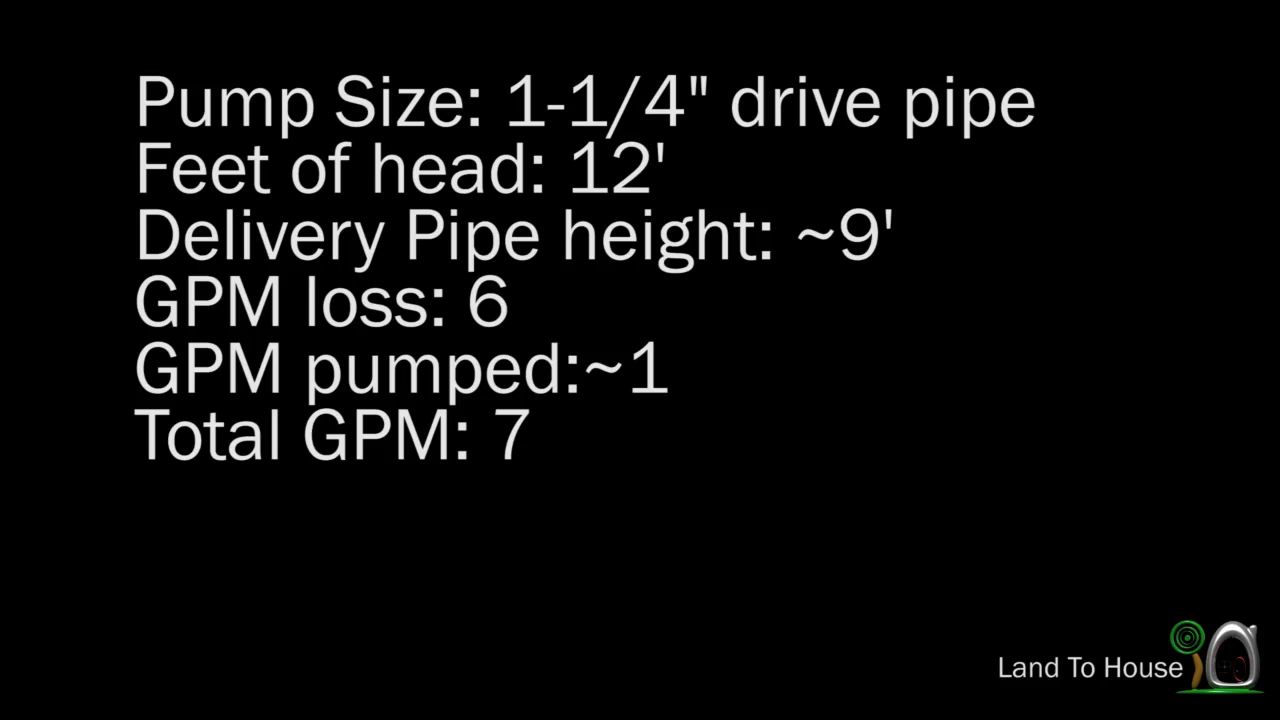 Pump Size: 1-1/4" drive pipe
Feet of head: 12'
Delivery Pipe height: ~9'
GPM loss: 6
GPM pumped:~1
Total GPM: 7
Land To House